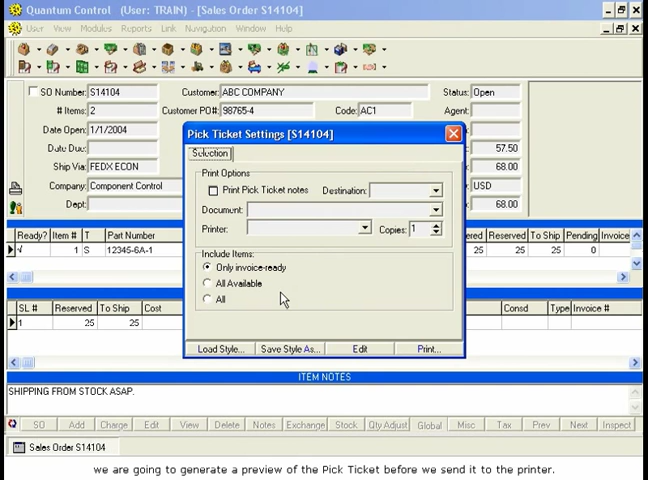 Quantum Control  (User: TRAIN) - [Sales Order S14104]
User View Modules Reports Link Navigation Window Help
SO Number: S14104 Customer: ABC COMPANY Status: Open
# Items: 2 Customer PO#: 98765-4 Code: AC1 Agent:
Date Open: 1/1/2004
Date Due: 57.50
Ship Via: FEDX ECON 68.00
Company: Component Control USD
Dept: 68.00
Pick Ticket Settings [S14104]
Selection
Print Options
Print Pick Ticket notes Destination:
Document:
Printer: Copies: 1
Include Items:
Only invoice-ready
All Available
All
Load Style... Save Style As... Edit Print...
Ready? Item # T Part Number ered Reserved To Ship Pending Invoice
√ 1 S 12345-6A-1 25 25 25 0
SL # Reserved To Ship Cost Consd Type Invoice #
1 25 25
ITEM NOTES
SHIPPING FROM STOCK ASAP.
SO Add Charge Edit View Delete Notes Exchange Stock Qty Adjust Global Misc Tax Prev Next Inspect
Sales Order S14104
we are going to generate a preview of the Pick Ticket before we send it to the printer.